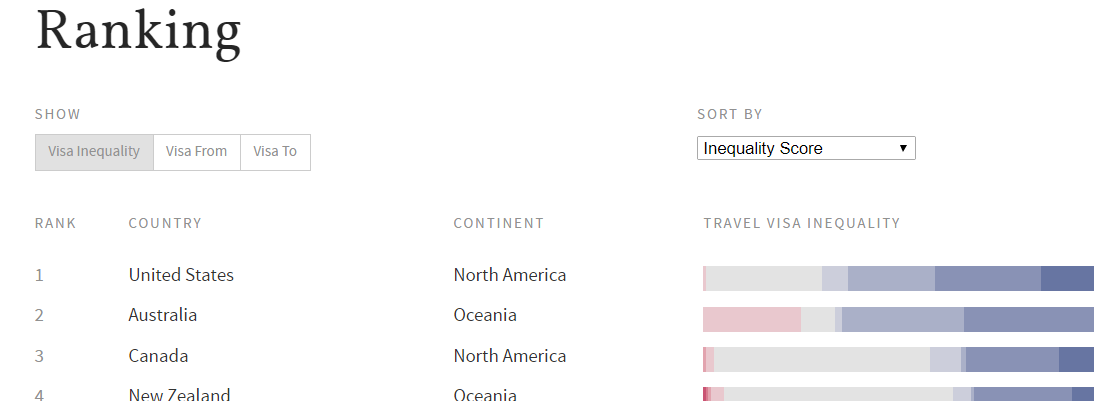 Ranking
SHOW SORT BY
Visa Inequality Visa From Visa To Inequality Score
RANK COUNTRY CONTINENT TRAVEL VISA INEQUALITY
1 United States North America
2 Australia Oceania
3 Canada North America
4 New Zealand Oceania